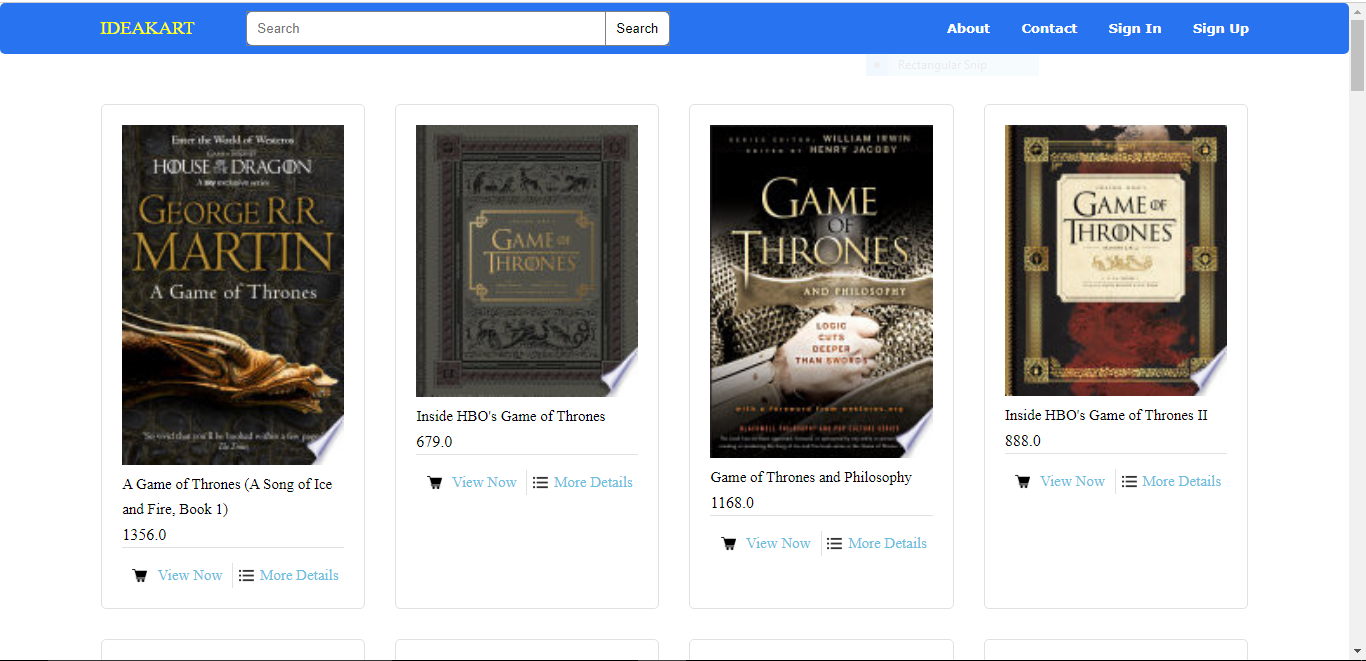 IDEAKART
Search
Search
About
Contact
Sign In
Sign Up
Rectangular Snip
Enter the World of Westeros
HOUSE OF THE DRAGON
GEORGE R.R.
MARTIN
A Game of Thrones
A Game of Thrones (A Song of Ice
and Fire, Book 1)
1356.0
View Now
More Details
GAME OF
THRONES
Inside HBO's Game of Thrones
679.0
View Now
More Details
SERIES EDITOR: WILLIAM IRWIN
EDITED BY HENRY JACOBY
GAME
OF
THRONES
AND PHILOSOPHY
LOGIC
CUTS
DEEPER
THAN SWORDS
Game of Thrones and Philosophy
1168.0
View Now
More Details
INSIDE HBO'S
GAME OF
THRONES
Inside HBO's Game of Thrones II
888.0
View Now
More Details